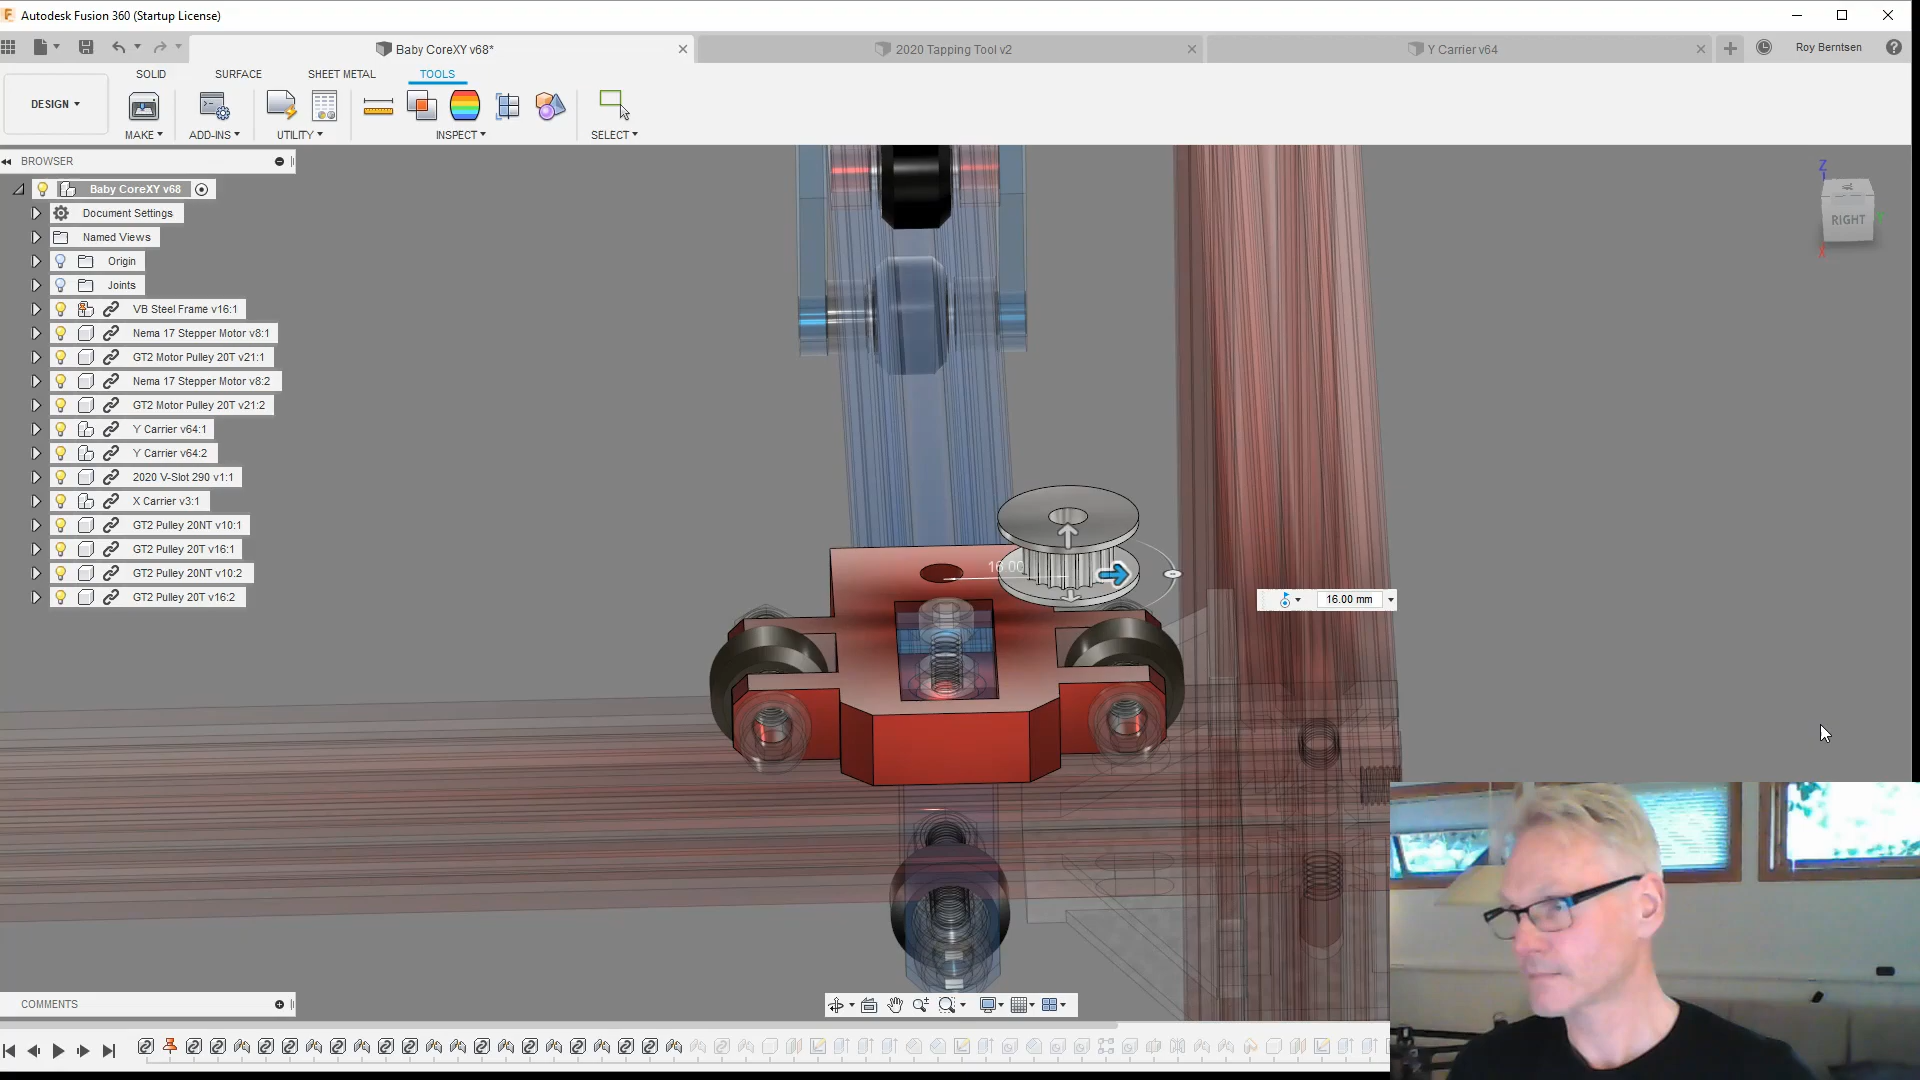 Autodesk Fusion 360 (Startup License)
Baby CoreXY v68*
2020 Tapping Tool v2
Y Carrier v64
Roy Berntsen
DESIGN
SOLID
SURFACE
SHEET METAL
TOOLS
MAKE
ADD-INS
UTILITY
INSPECT
SELECT
BROWSER
Baby CoreXY v68
Document Settings
Named Views
Origin
Joints
VB Steel Frame v16:1
Nema 17 Stepper Motor v8:1
GT2 Motor Pulley 20T v21:1
Nema 17 Stepper Motor v8:2
GT2 Motor Pulley 20T v21:2
Y Carrier v64:1
Y Carrier v64:2
2020 V-Slot 290 v1:1
X Carrier v3:1
GT2 Pulley 20NT v10:1
GT2 Pulley 20T v16:1
GT2 Pulley 20NT v10:2
GT2 Pulley 20T v16:2
Z
RIGHT
X
16.00
16.00 mm
COMMENTS